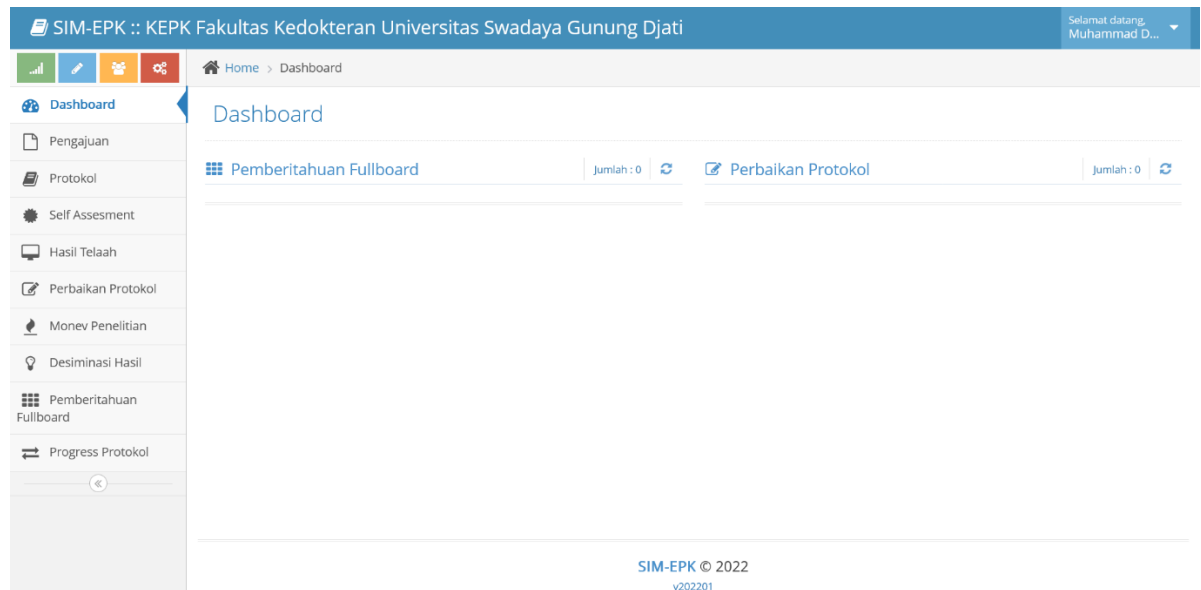 SIM-EPK :: KEPK Fakultas Kedokteran Universitas Swadaya Gunung Djati
Selamat datang,
Muhammad D...
Home > Dashboard
Dashboard
Pengajuan
Protokol
Self Assesment
Hasil Telaah
Perbaikan Protokol
Monev Penelitian
Desiminasi Hasil
Pemberitahuan
Fullboard
Progress Protokol
Dashboard
Pemberitahuan Fullboard
Jumlah : 0
Perbaikan Protokol
Jumlah : 0
SIM-EPK © 2022
v202201